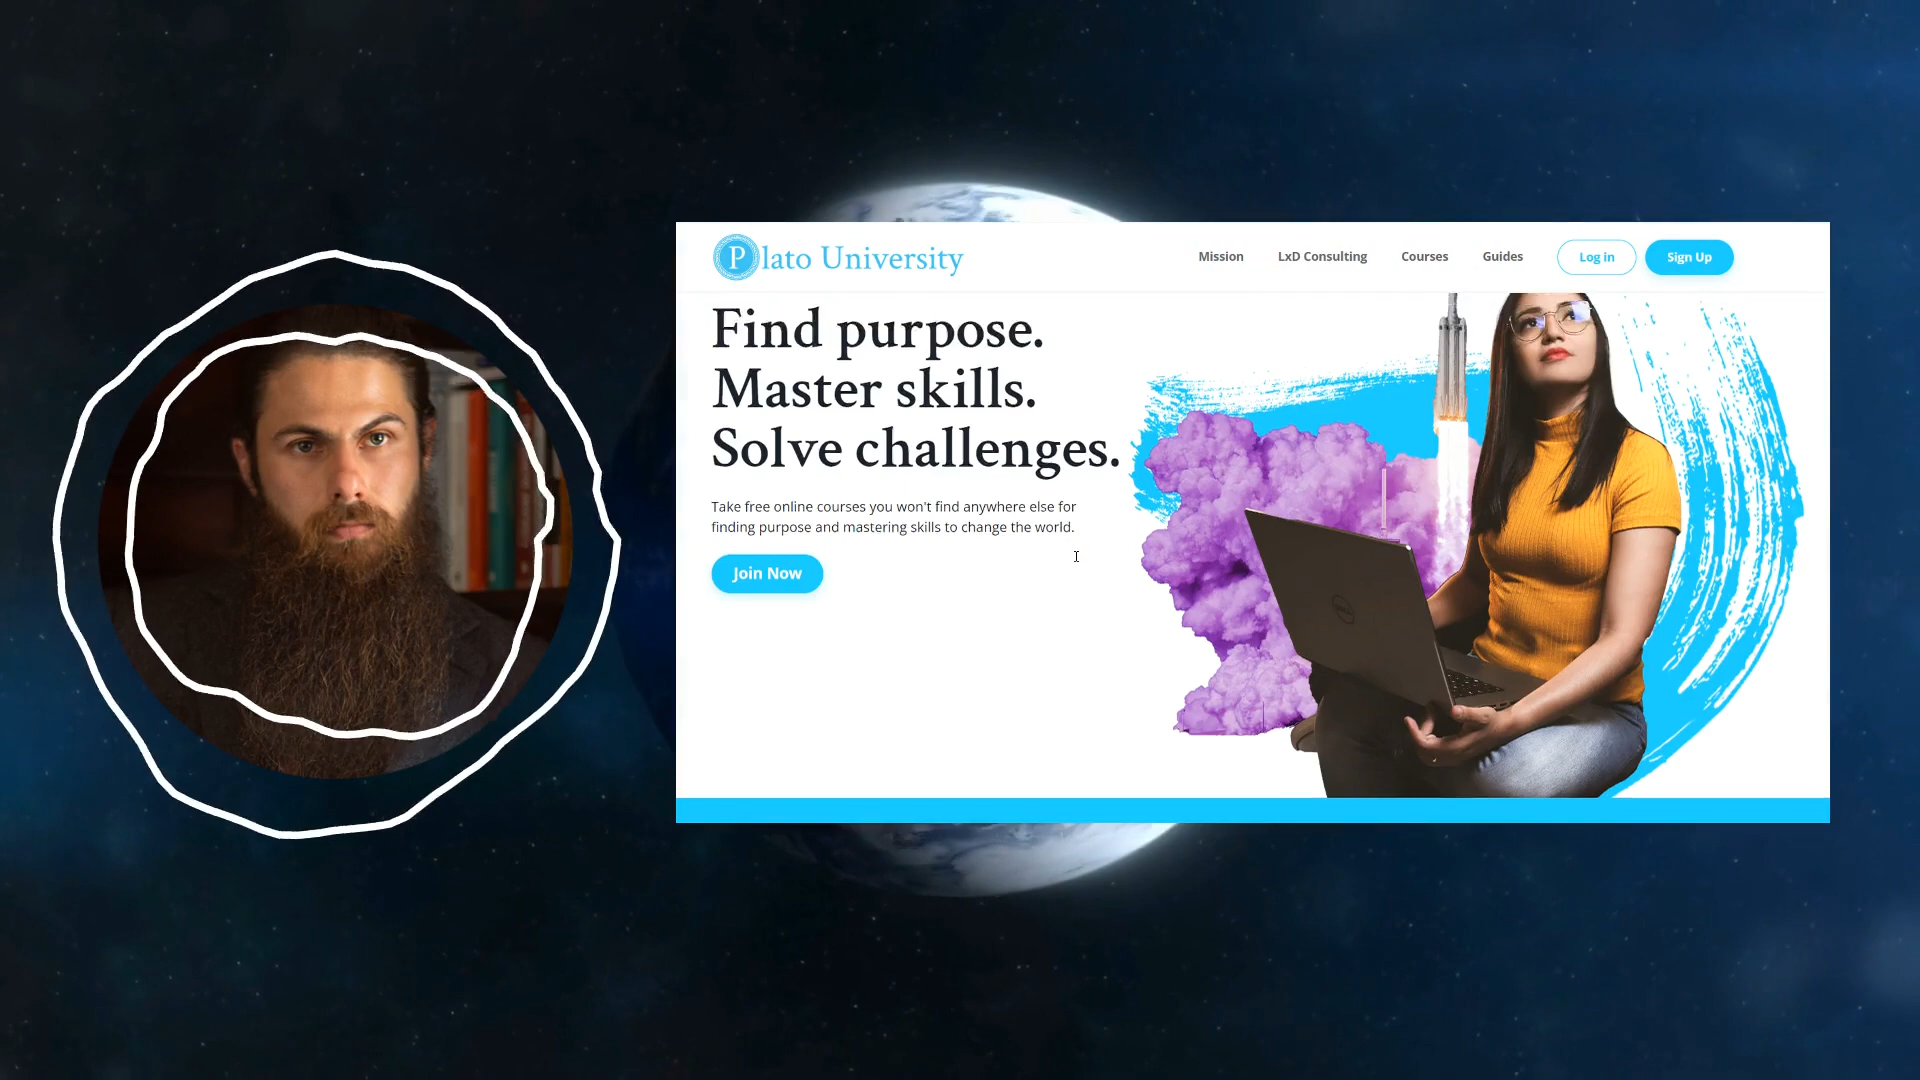 Plato University
Mission
LxD Consulting
Courses
Guides
Log in
Sign Up
Find purpose.
Master skills.
Solve challenges.
Take free online courses you won't find anywhere else for
finding purpose and mastering skills to change the world.
Join Now
DELL